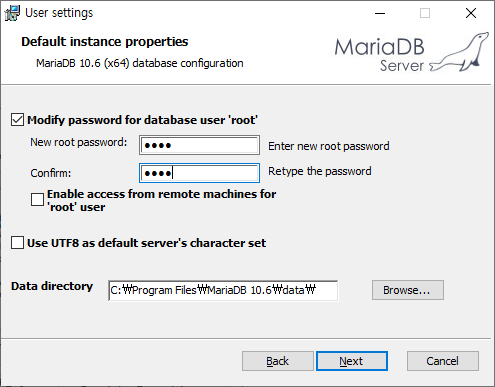 User settings
Default instance properties
MariaDB 10.6 (x64) database configuration
MariaDB
Server
Modify password for database user 'root'
New root password: ●●●● Enter new root password
Confirm: ●●●● Retype the password
Enable access from remote machines for
'root' user
Use UTF8 as default server's character set
Data directory C:₩Program Files₩MariaDB 10.6₩data₩ Browse...
Back Next Cancel